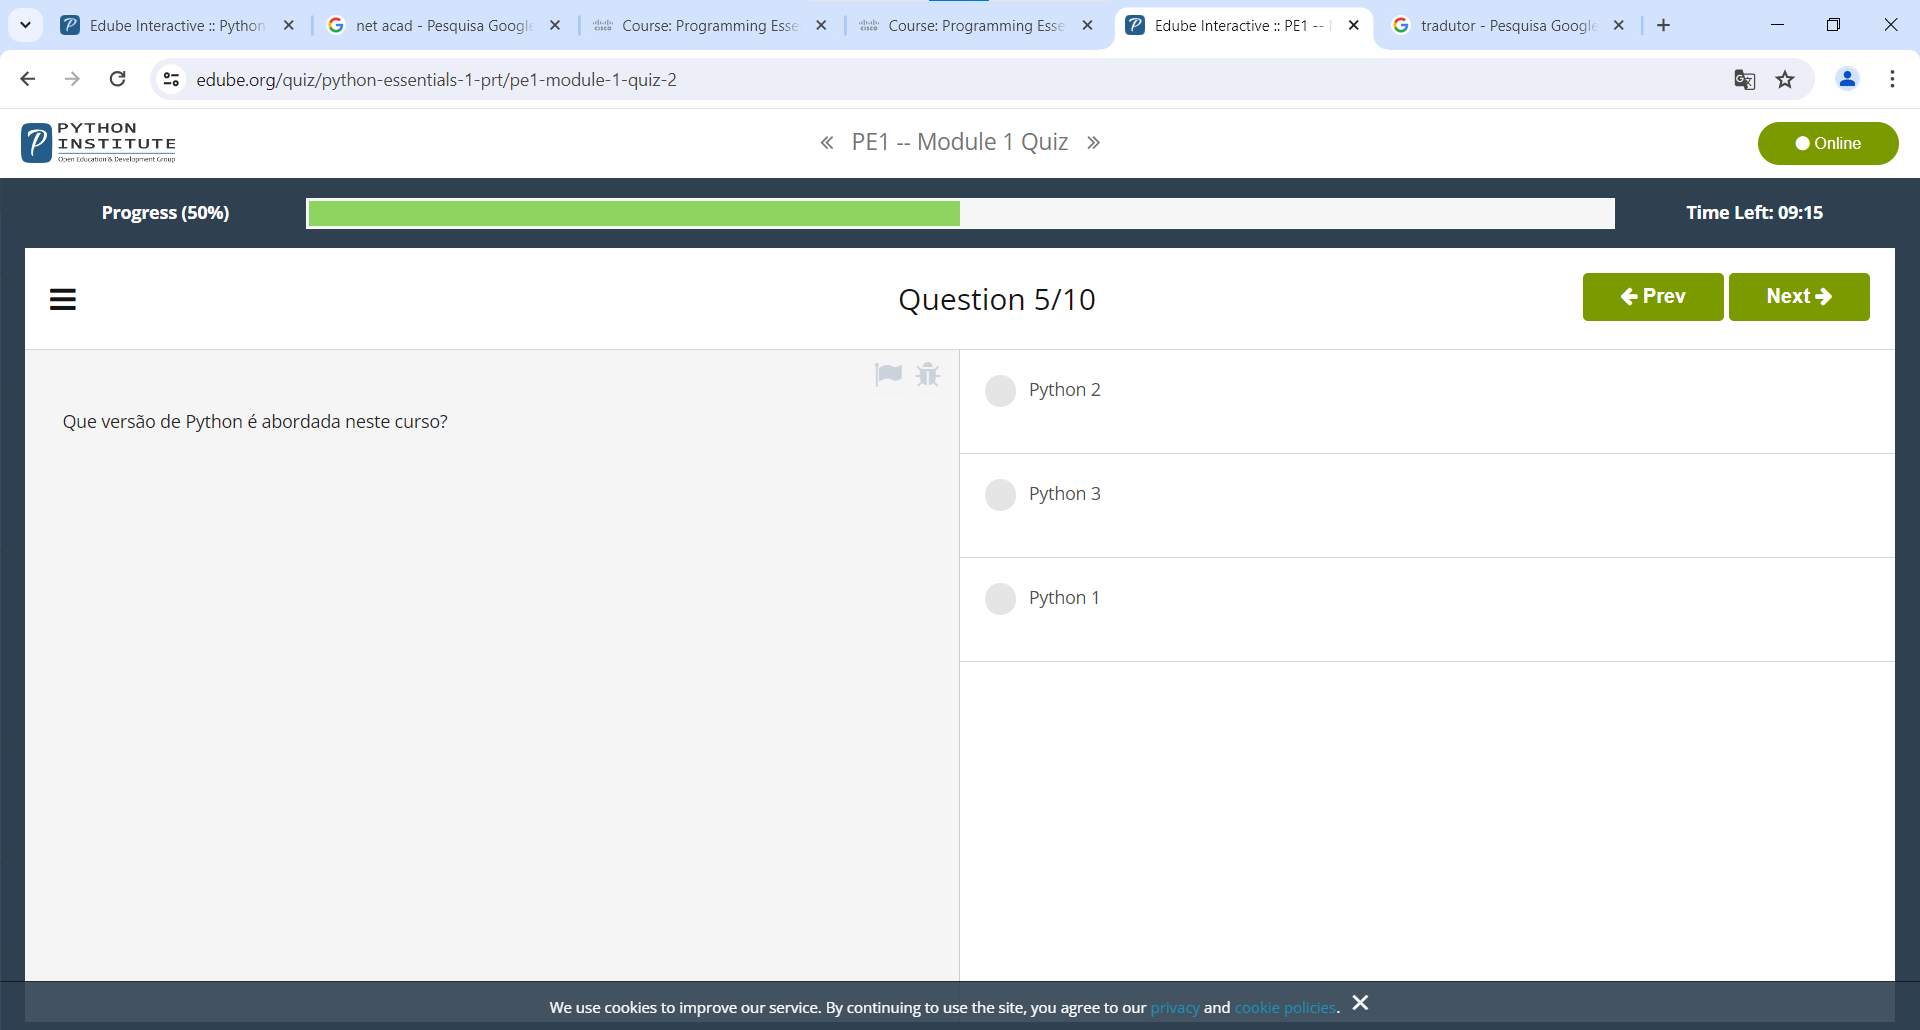 Edube Interactive :: Python
net acad - Pesquisa Google
Course: Programming Esse
Course: Programming Esse
Edube Interactive :: PE1 --
tradutor - Pesquisa Google
edube.org/quiz/python-essentials-1-prt/pe1-module-1-quiz-2
PYTHON
INSTITUTE
Open Education & Development Group
« PE1 -- Module 1 Quiz »
Online
Progress (50%)
Time Left: 09:15
Question 5/10
Prev
Next
Que versão de Python é abordada neste curso?
Python 2
Python 3
Python 1
We use cookies to improve our service. By continuing to use the site, you agree to our privacy and cookie policies.